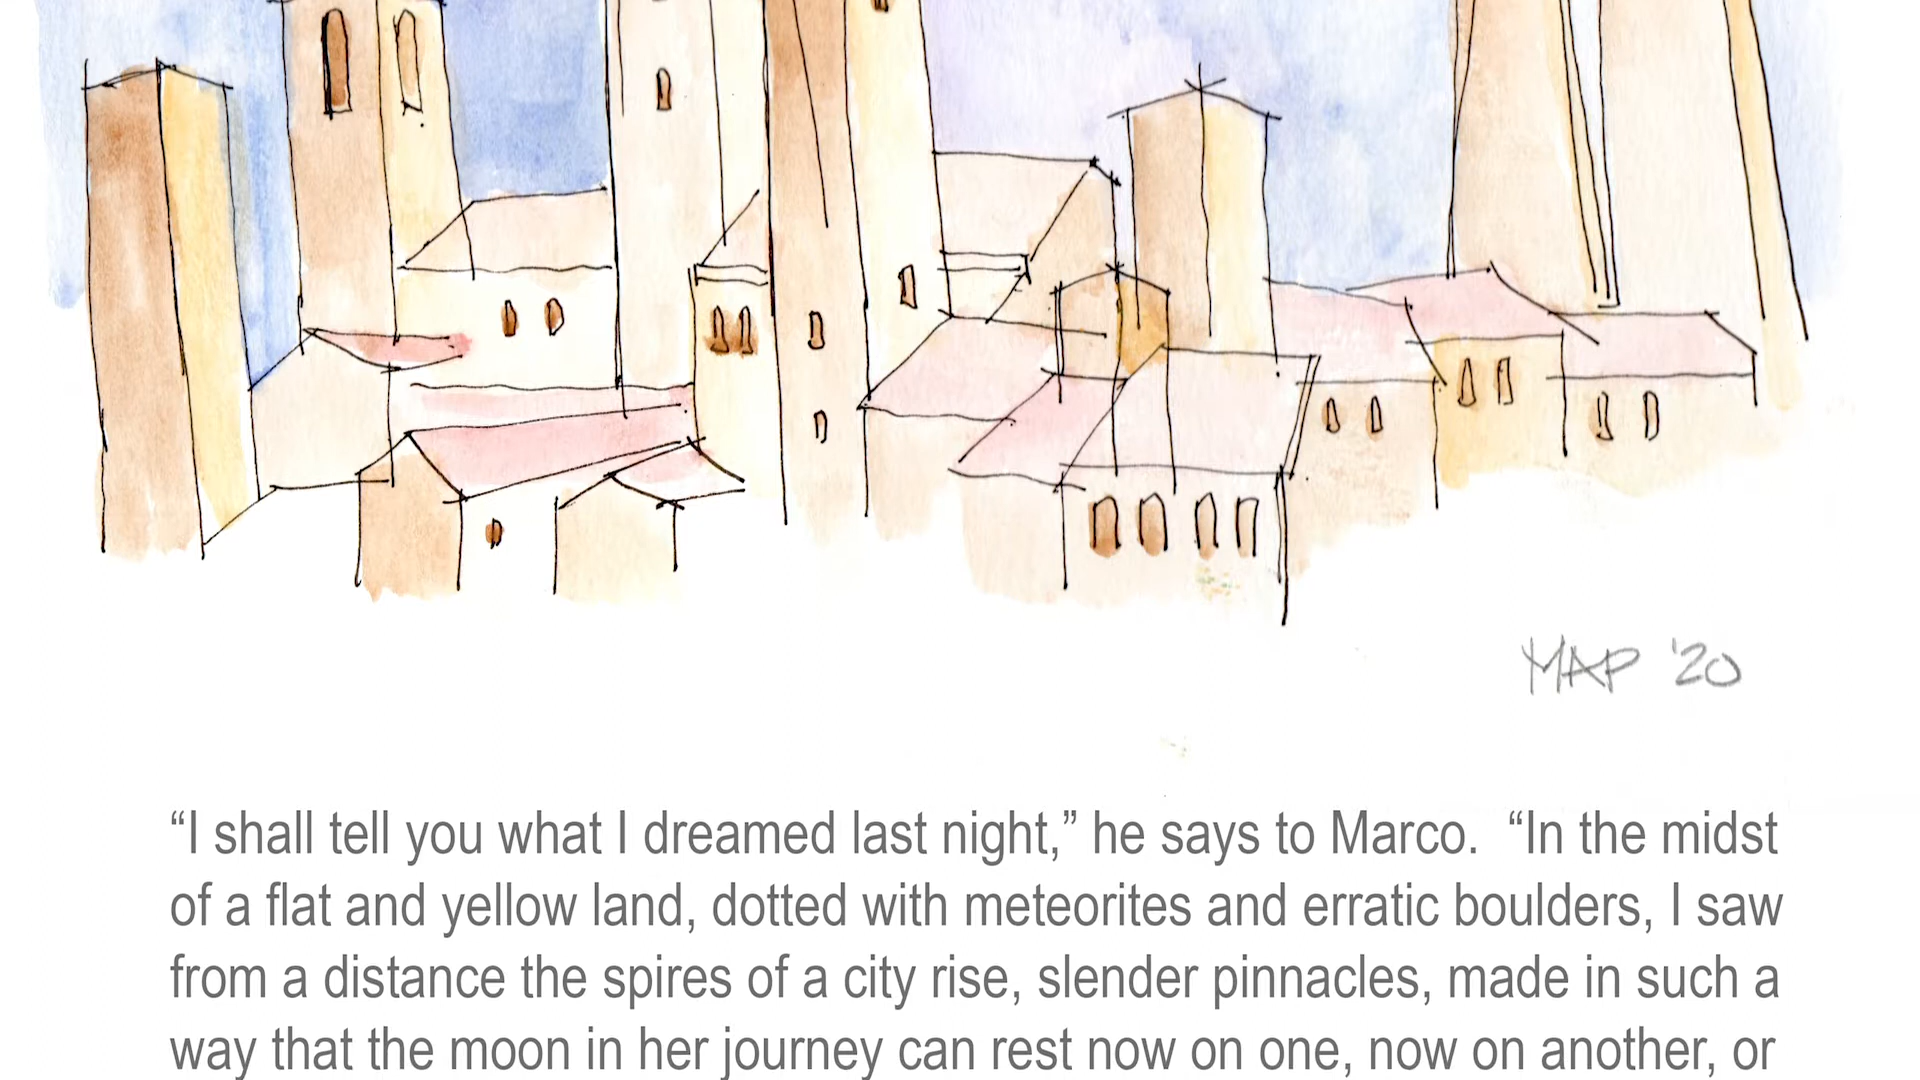 MAP '20
“I shall tell you what I dreamed last night,” he says to Marco.  “In the midst
of a flat and yellow land, dotted with meteorites and erratic boulders, I saw
from a distance the spires of a city rise, slender pinnacles, made in such a
way that the moon in her journey can rest now on one, now on another, or